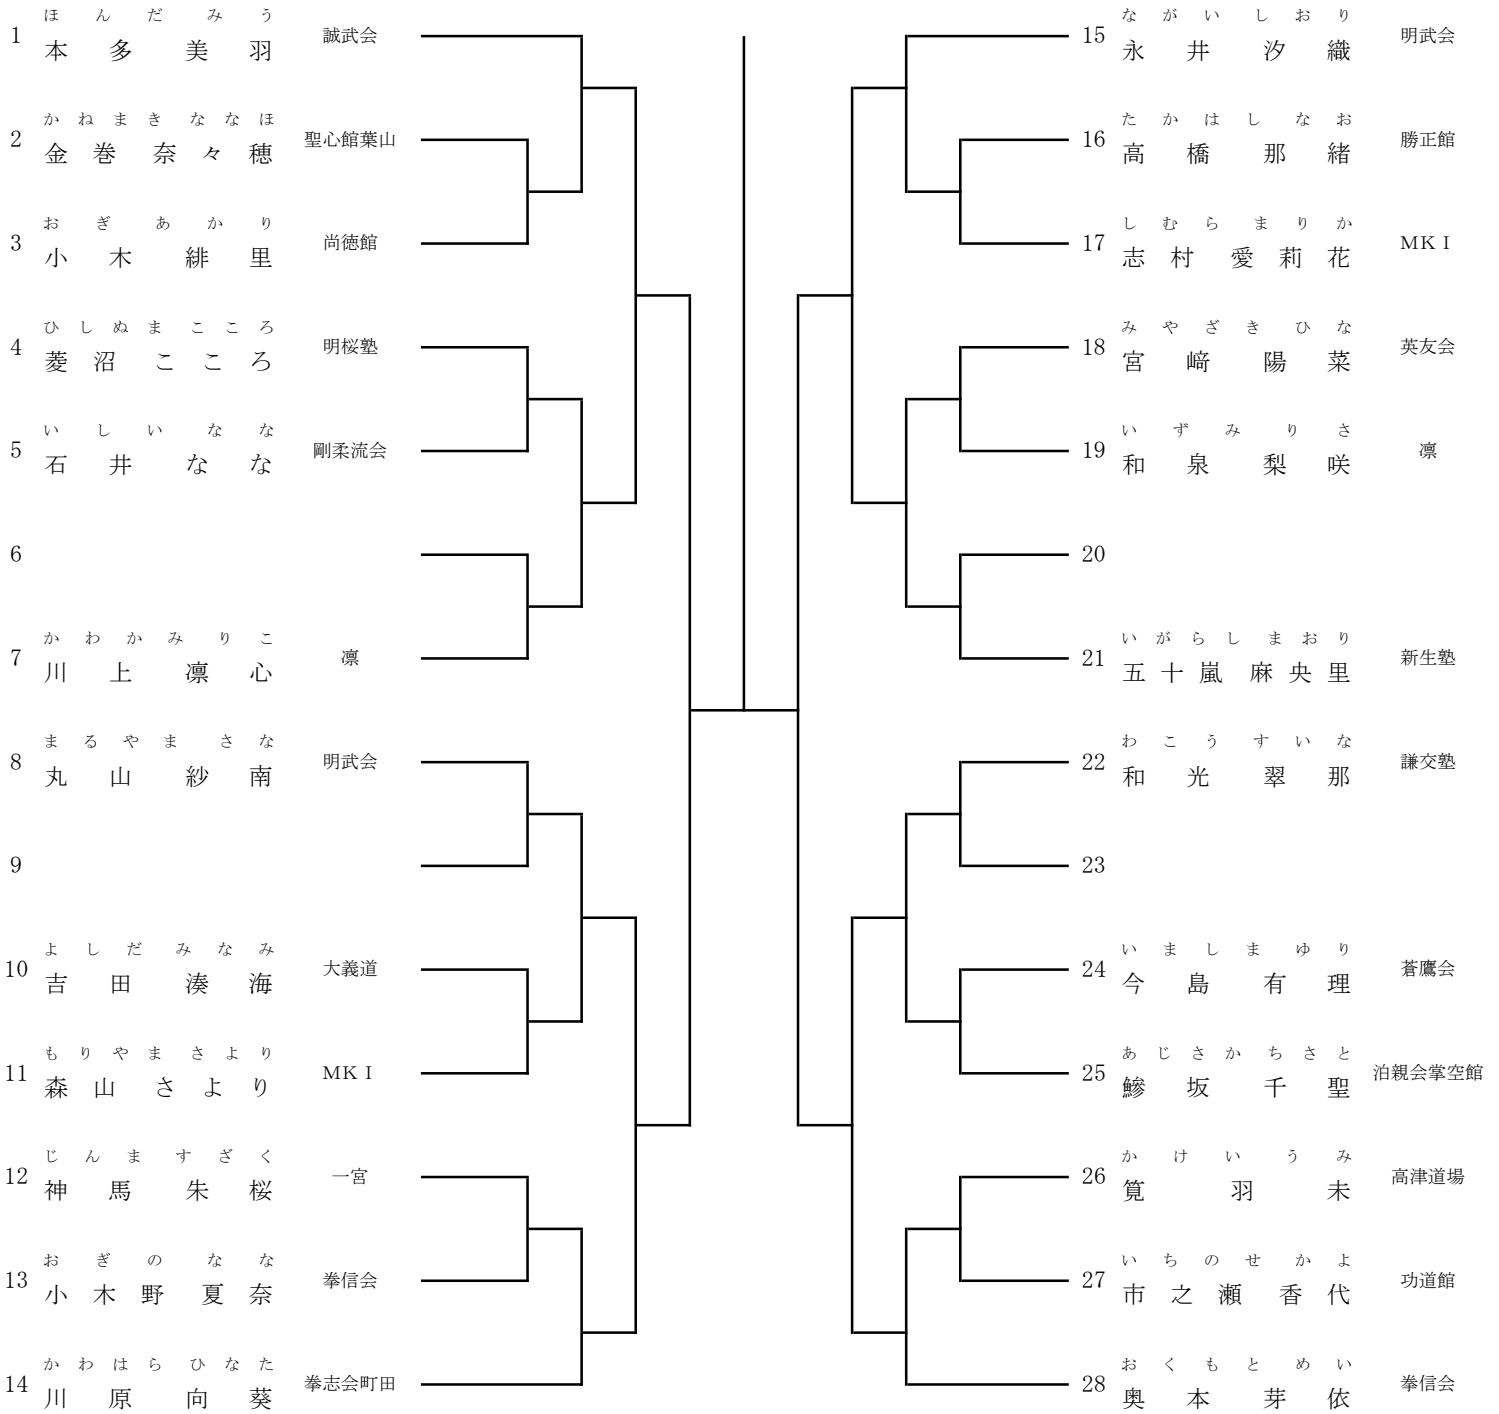 ほんだ みう
1 本多 美羽 誠武会
かねまき ななほ
2 金巻 奈々穂 聖心館葉山
おぎ あかり
3 小木 緋里 尚徳館
ひしぬま こころ
4 菱沼 こころ 明桜塾
いしい なな
5 石井 なな 剛柔流会
6
かわかみ りこ
7 川上 凛心 凛
まるやま さな
8 丸山 紗南 明武会
9
よしだ みなみ
10 吉田 湊海 大義道
もりやま さより
11 森山 さより MKI
じんま すざく
12 神馬 朱桜 一宮
おぎの なな
13 小木野 夏奈 拳信会
かわはら ひなた
14 川原 向葵 拳志会町田
ながい しおり
15 永井 汐織 明武会
たかはし なお
16 高橋 那緒 勝正館
しむら まりか
17 志村 愛莉花 MKI
みやざき ひな
18 宮﨑 陽菜 英友会
いずみ りさ
19 和泉 梨咲 凛
20
いがらし まおり
21 五十嵐 麻央里 新生塾
わこう すいな
22 和光 翠那 謙交塾
23
いましま ゆり
24 今島 有理 蒼鷹会
あじさか ちさと
25 鰺坂 千聖 泊親会掌空館
かけい うみ
26 筧 羽未 高津道場
いちのせ かよ
27 市之瀬 香代 功道館
おくもと めい
28 奥本 芽依 拳信会